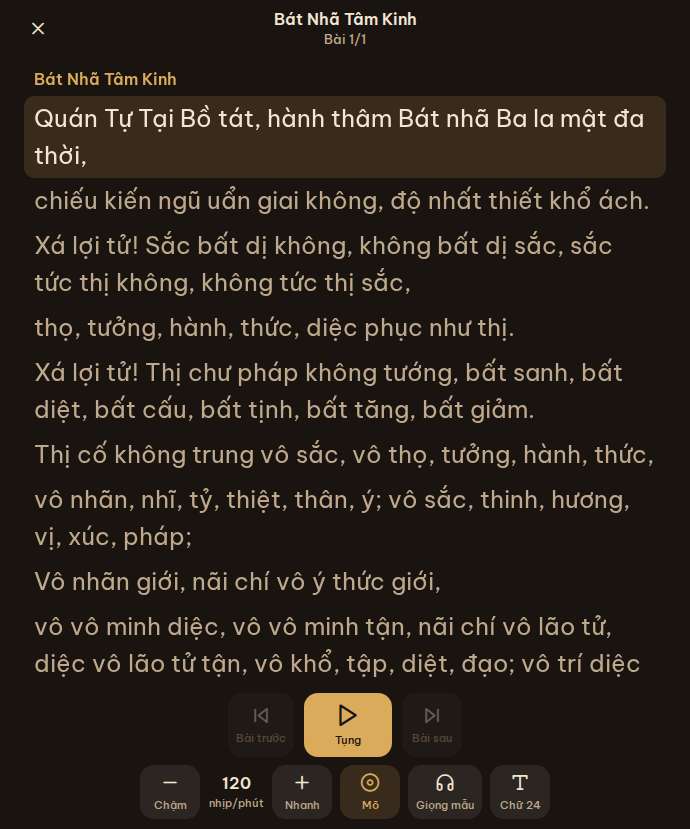 Bát Nhã Tâm Kinh
Bài 1/1
Bát Nhã Tâm Kinh
Quán Tự Tại Bồ tát, hành thâm Bát nhã Ba la mật đa
thời,
chiếu kiến ngũ uẩn giai không, độ nhất thiết khổ ách.
Xá lợi tử! Sắc bất dị không, không bất dị sắc, sắc
tức thị không, không tức thị sắc,
thọ, tưởng, hành, thức, diệc phục như thị.
Xá lợi tử! Thị chư pháp không tướng, bất sanh, bất
diệt, bất cấu, bất tịnh, bất tăng, bất giảm.
Thị cố không trung vô sắc, vô thọ, tưởng, hành, thức,
vô nhãn, nhĩ, tỷ, thiệt, thân, ý; vô sắc, thinh, hương,
vị, xúc, pháp;
Vô nhãn giới, nãi chí vô ý thức giới,
vô vô minh diệc, vô vô minh tận, nãi chí vô lão tử,
diệc vô lão tử tận, vô khổ, tập, diệt, đạo; vô trí diệc
Bài trước
Tụng
Bài sau
Chậm
120
nhịp/phút
Nhanh
Mõ
Giọng mẫu
Chữ 24